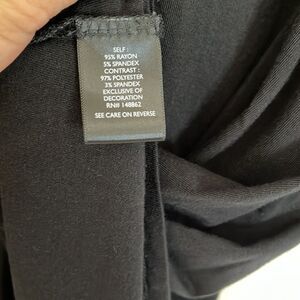 SELF :
95% RAYON
5% SPANDEX
CONTRAST :
97% POLYESTER
3% SPANDEX
EXCLUSIVE OF
DECORATION
RN# 148862
SEE CARE ON REVERSE